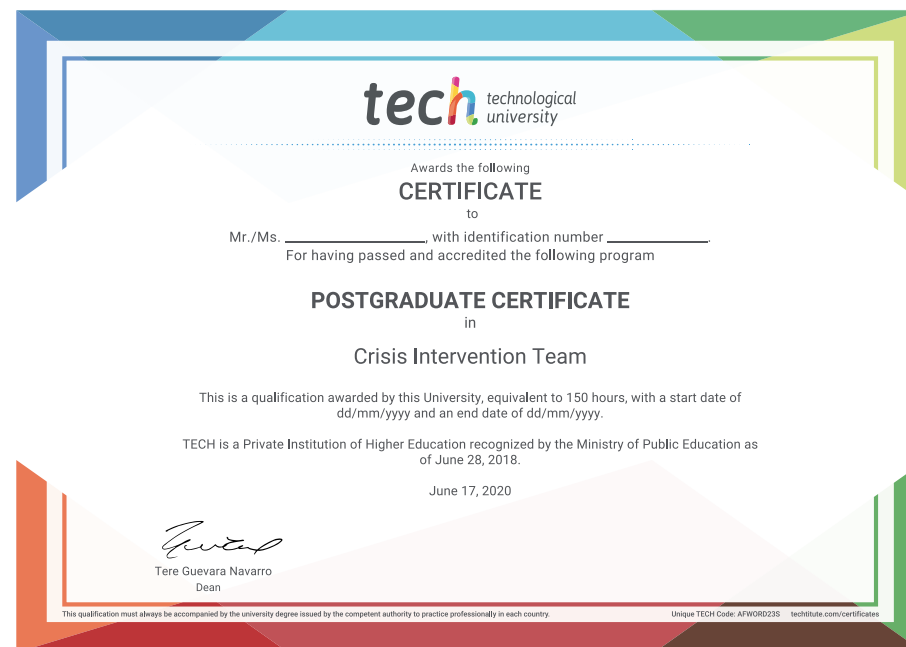 tech technological
university
Awards the following
CERTIFICATE
to
Mr./Ms. ____________, with identification number ____________.
For having passed and accredited the following program
POSTGRADUATE CERTIFICATE
in
Crisis Intervention Team
This is a qualification awarded by this University, equivalent to 150 hours, with a start date of
dd/mm/yyyy and an end date of dd/mm/yyyy.
TECH is a Private Institution of Higher Education recognized by the Ministry of Public Education as
of June 28, 2018.
June 17, 2020
Tere Guevara Navarro
Dean
This qualification must always be accompanied by the university degree issued by the competent authority to practice professionally in each country. Unique TECH Code: AFWORD23S techtitute.com/certificates